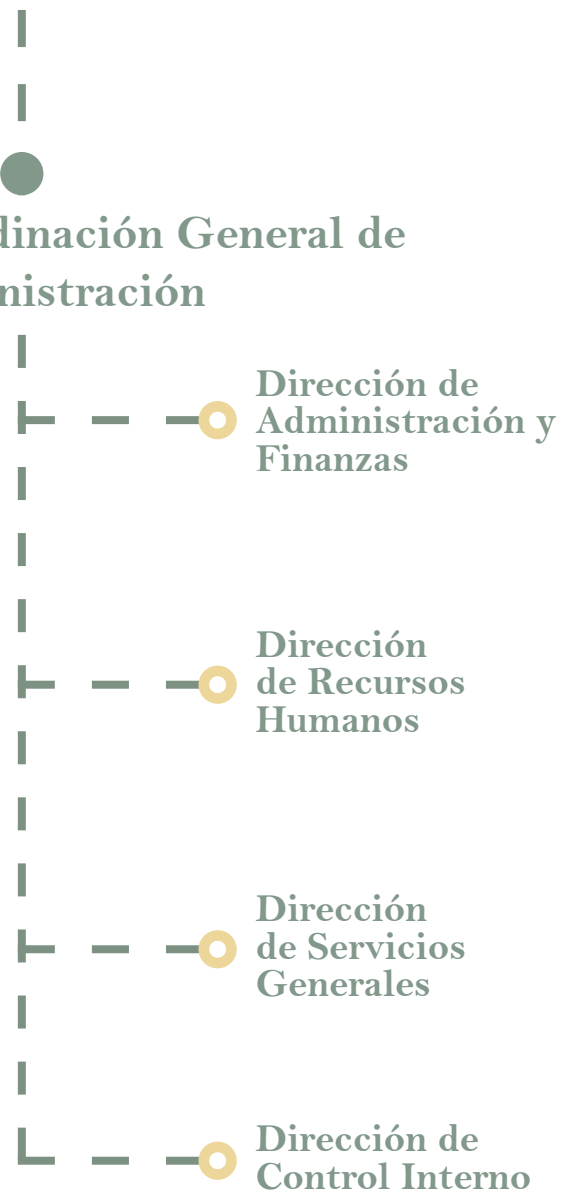 dinación General de
nistración
Dirección de
Administración y
Finanzas
Dirección
de Recursos
Humanos
Dirección
de Servicios
Generales
Dirección de
Control Interno